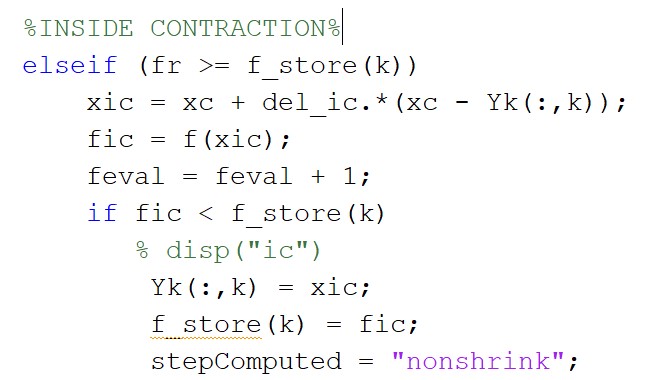 %INSIDE CONTRACTION%
elseif (fr >= f_store(k))
xic = xc + del_ic.*(xc - Yk(:,k));
fic = f(xic);
feval = feval + 1;
if fic < f_store(k)
% disp("ic")
Yk(:,k) = xic;
f_store(k) = fic;
stepComputed = "nonshrink";